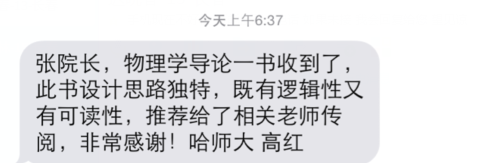 今天上午6:37
张院长，物理学导论一书收到了，
此书设计思路独特，既有逻辑性又
有可读性，推荐给了相关老师传
阅，非常感谢！哈师大 高红